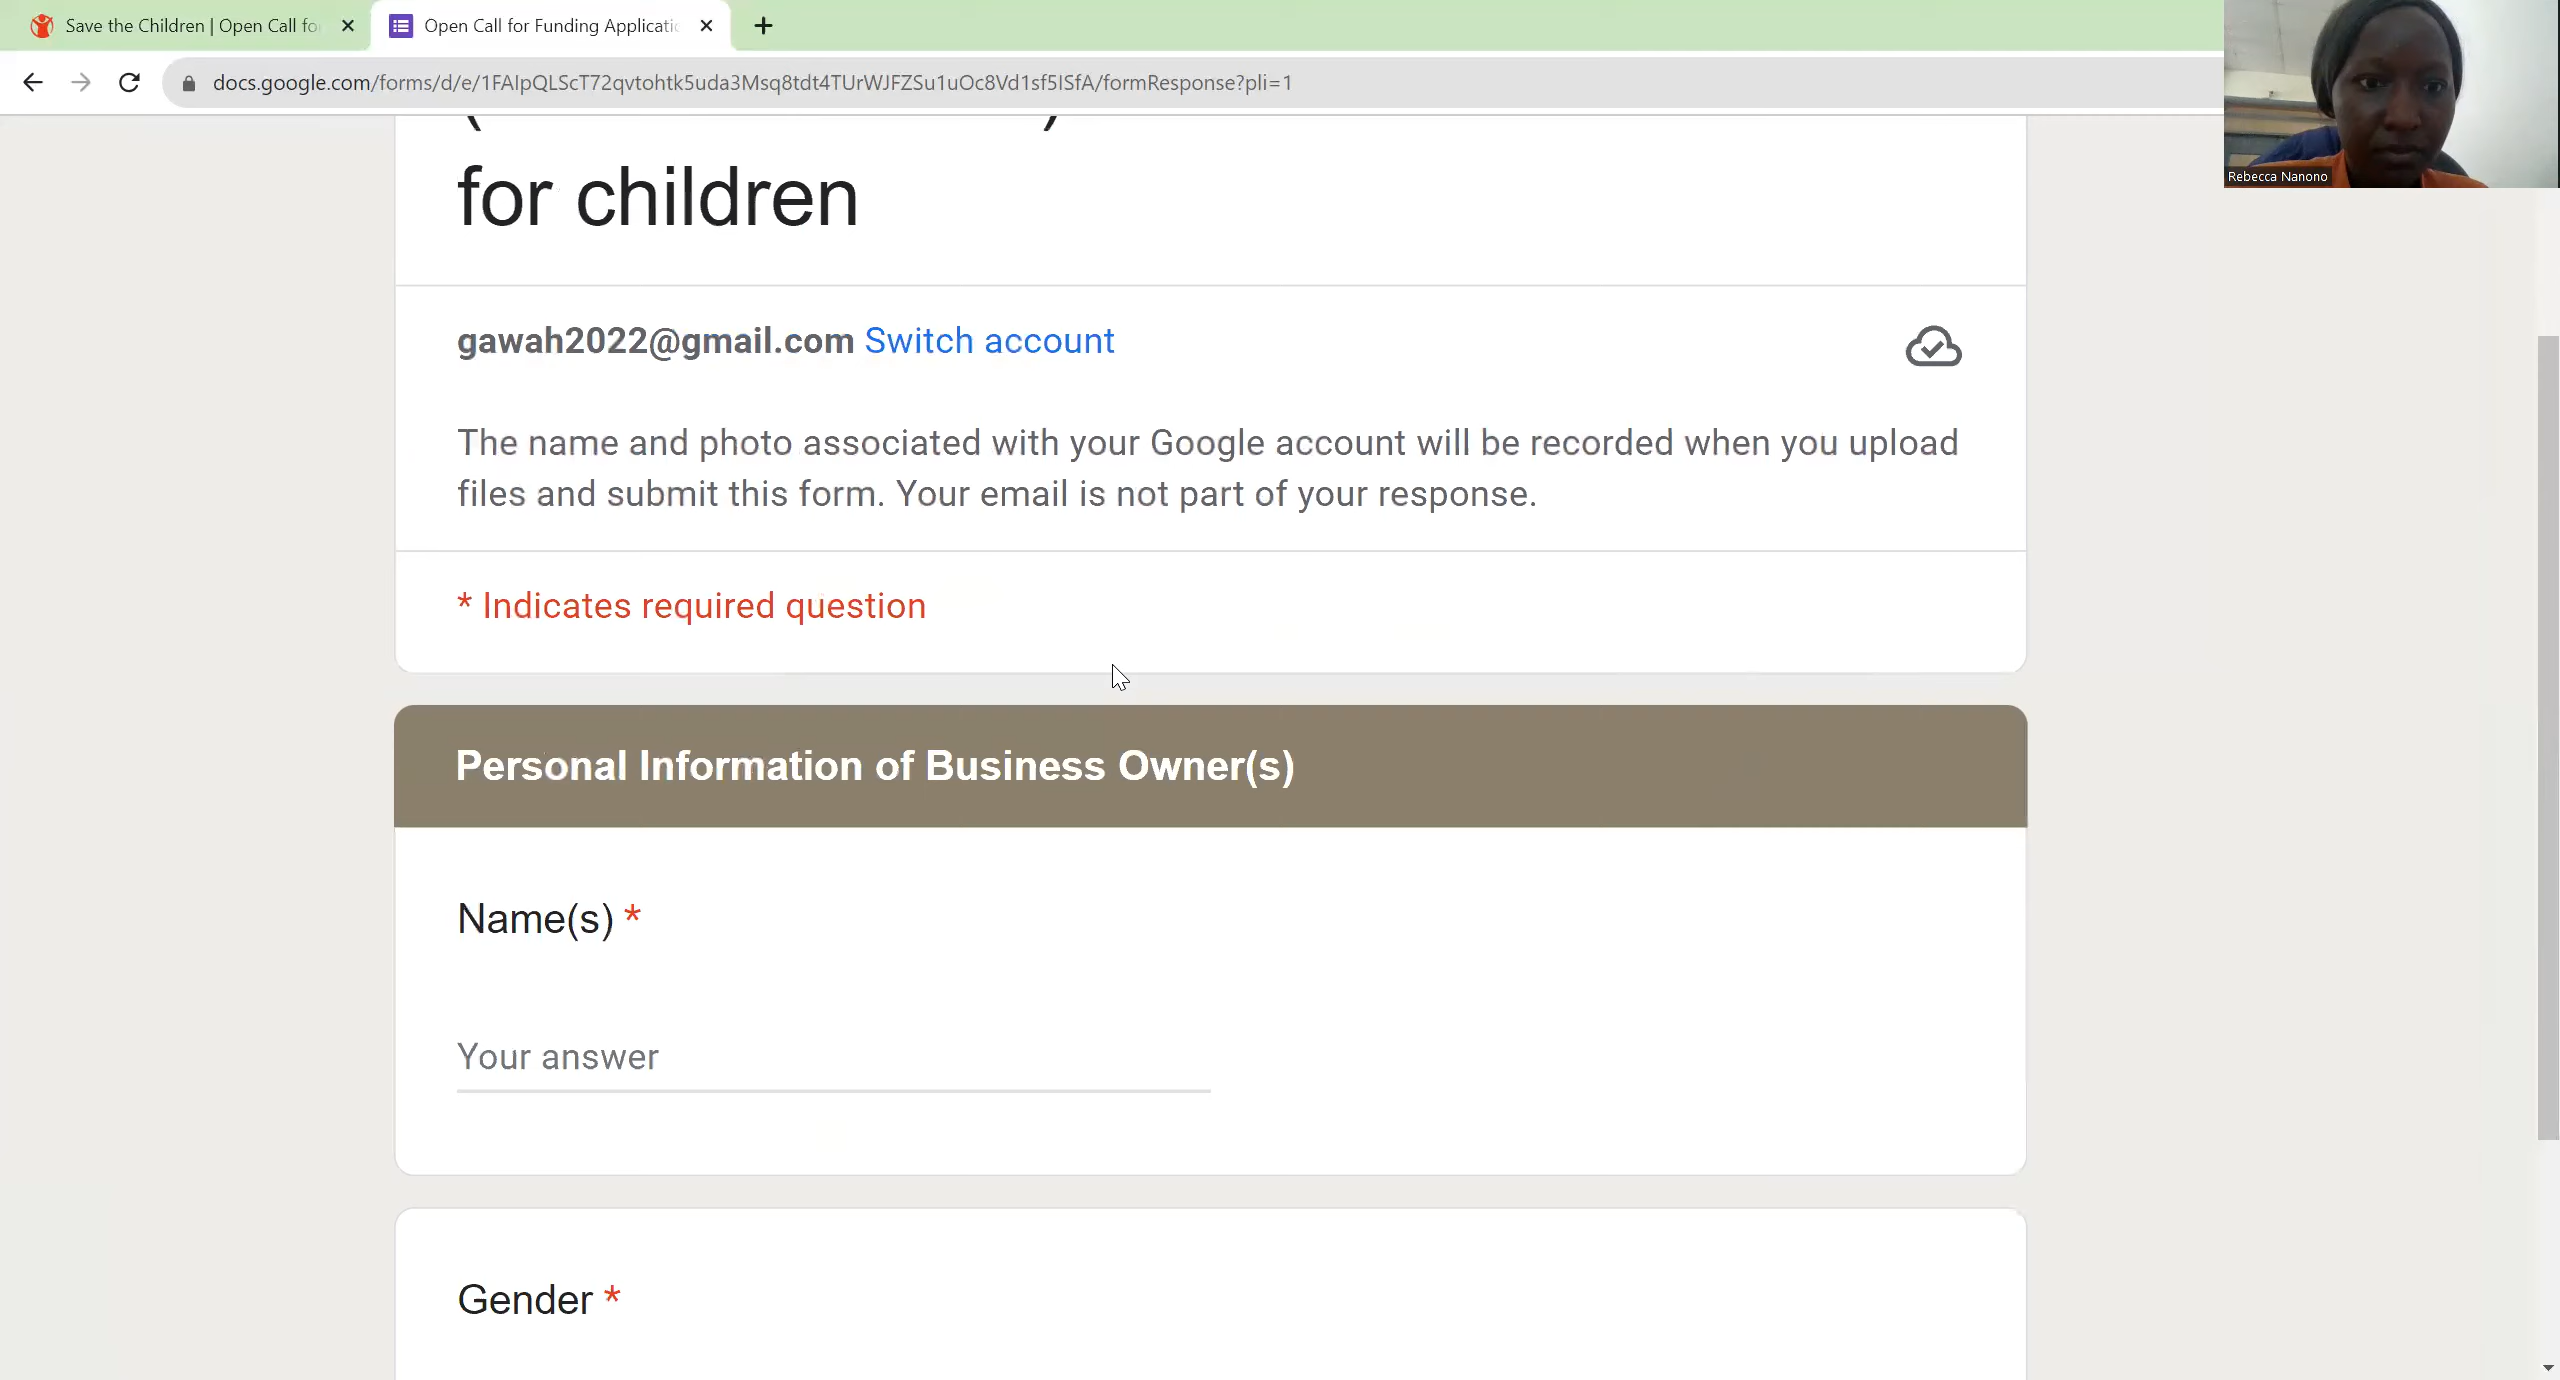 Save the Children | Open Call fo
Open Call for Funding Applicati
docs.google.com/forms/d/e/1FAIpQLScT72qvtohtk5uda3Msq8tdt4TUrWJFZSu1uOc8Vd1sf5ISfA/formResponse?pli=1
Rebecca Nanono
for children
gawah2022@gmail.com Switch account
The name and photo associated with your Google account will be recorded when you upload
files and submit this form. Your email is not part of your response.
* Indicates required question
Personal Information of Business Owner(s)
Name(s) *
Your answer
Gender *